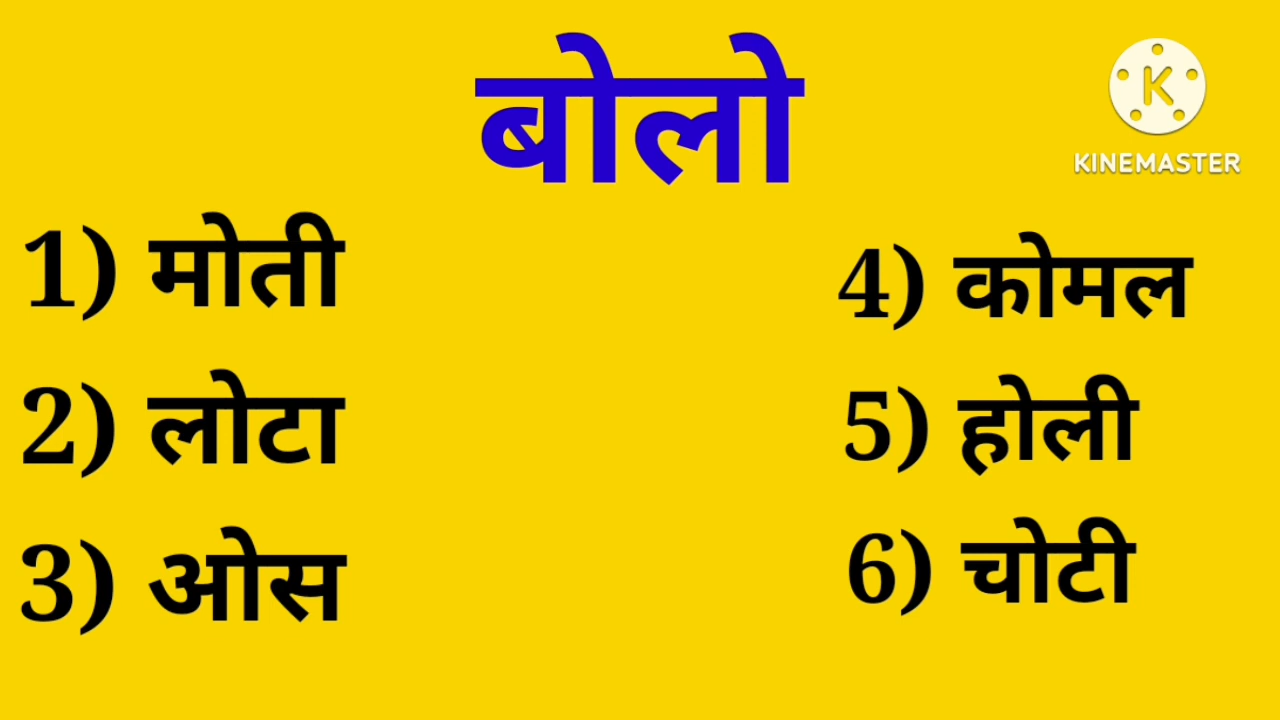 बोलो
KINEMASTER
1) मोती
2) लोटा
3) ओस
4) कोमल
5) होली
6) चोटी